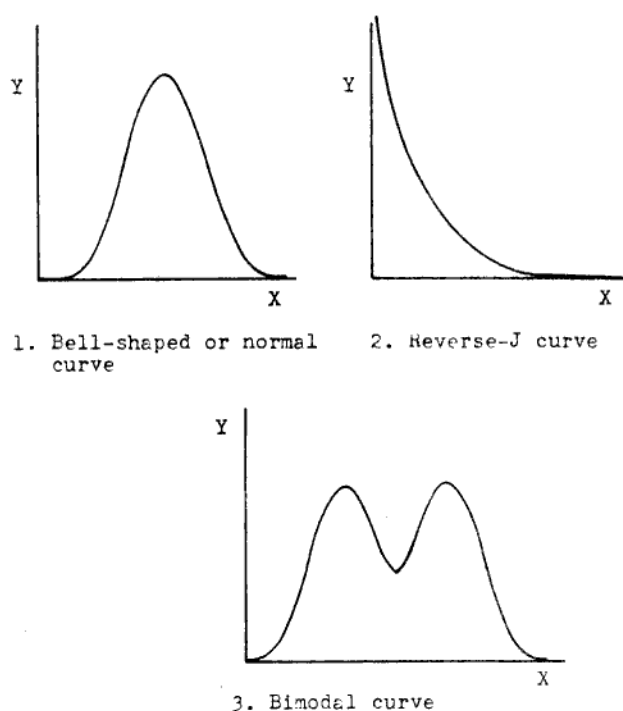 Y
X
1. Bell-shaped or normal
curve
Y
X
2. Reverse-J curve
Y
X
3. Bimodal curve